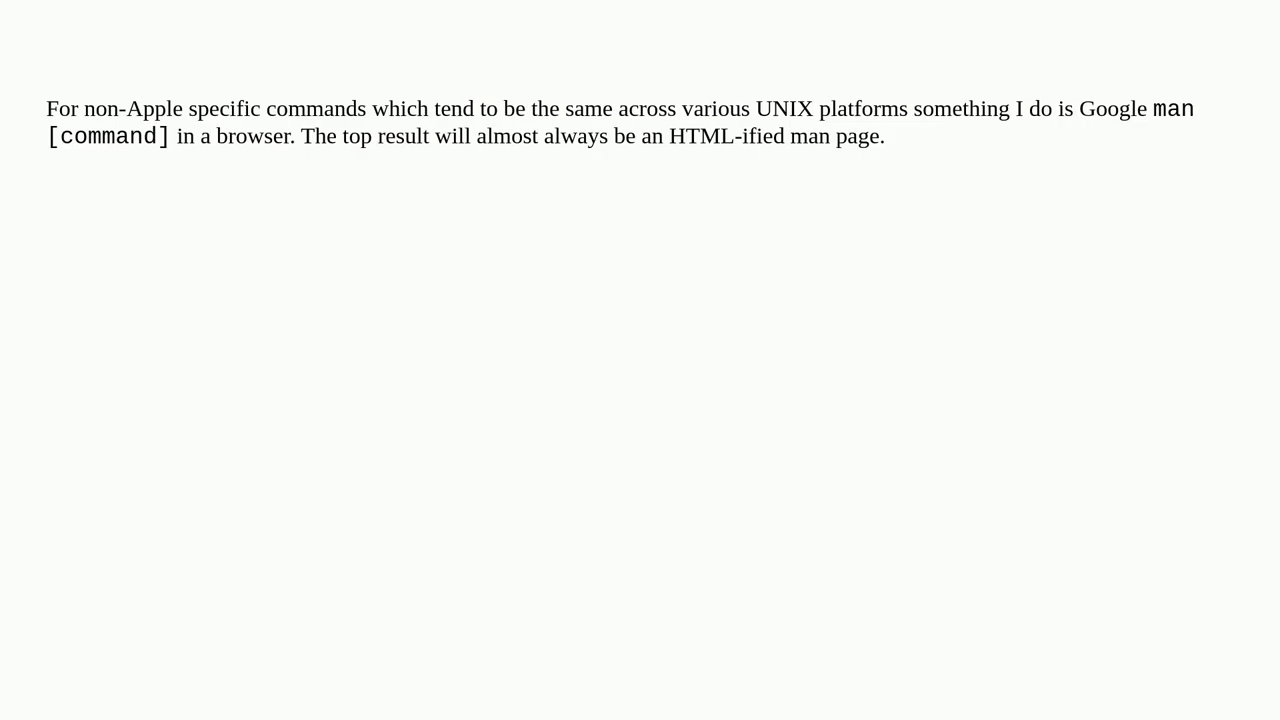 For non-Apple specific commands which tend to be the same across various UNIX platforms something I do is Google man
[command] in a browser. The top result will almost always be an HTML-ified man page.